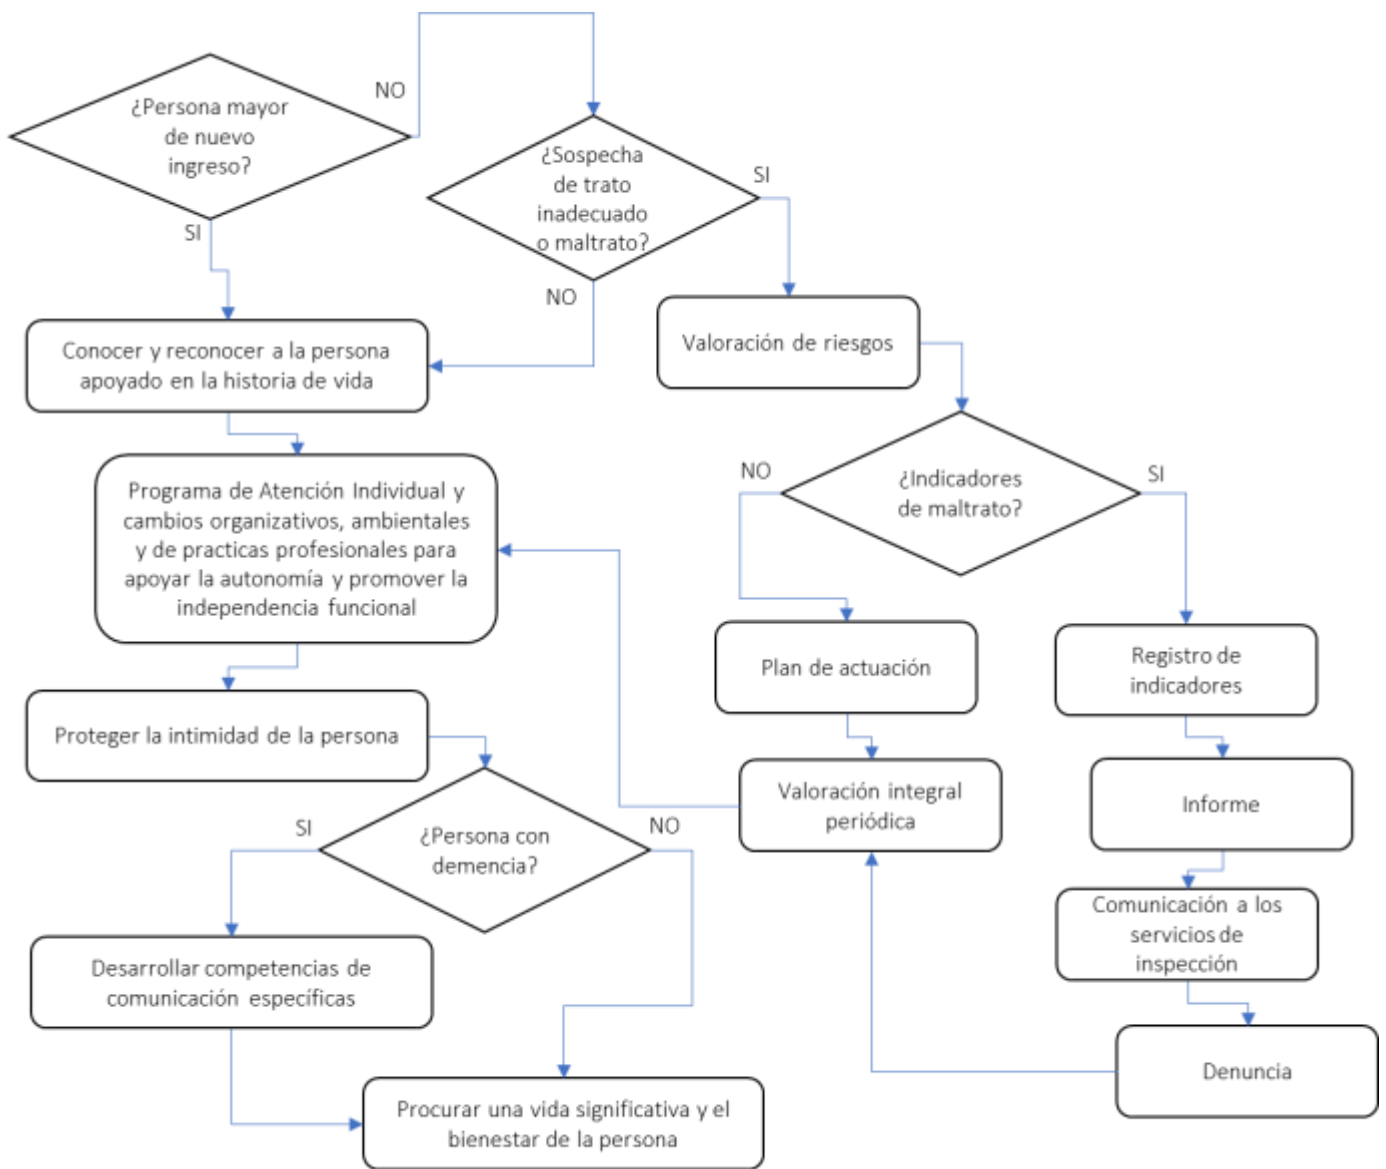 NO
¿Persona mayor
de nuevo
ingreso?
SI
¿Sospecha
de trato
inadecuado
o maltrato?
SI
NO
Conocer y reconocer a la persona
apoyado en la historia de vida
Valoración de riesgos
Programa de Atención Individual y
cambios organizativos, ambientales
y de practicas profesionales para
apoyar la autonomía y promover la
independencia funcional
NO
¿Indicadores
de maltrato?
SI
Plan de actuación
Registro de
indicadores
Proteger la intimidad de la persona
Valoración integral
periódica
Informe
SI
¿Persona con
demencia?
NO
Comunicación a los
servicios de
inspección
Desarrollar competencias de
comunicación específicas
Denuncia
Procurar una vida significativa y el
bienestar de la persona